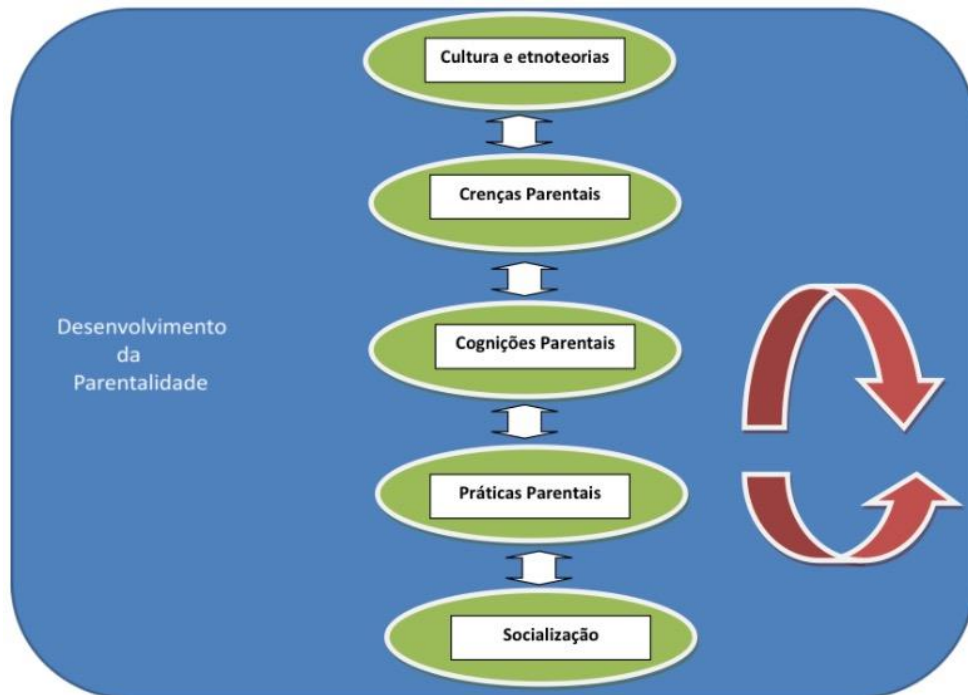 Cultura e etnoteorias
Crenças Parentais
Cognições Parentais
Desenvolvimento
da
Parentalidade
Práticas Parentais
Socialização